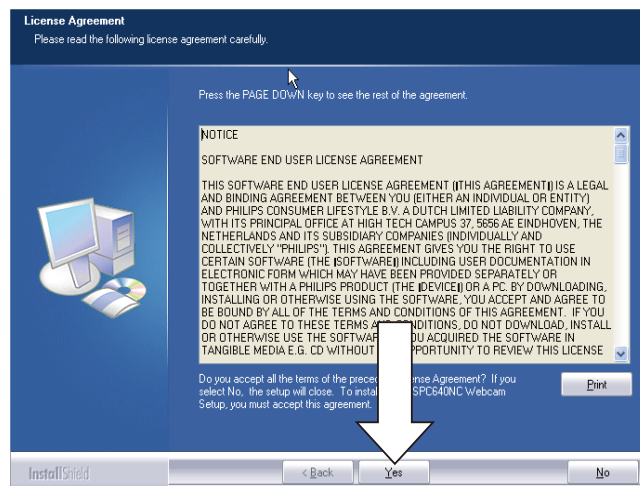 License Agreement
Please read the following license agreement carefully.
Press the PAGE DOWN key to see the rest of the agreement.
NOTICE
SOFTWARE END USER LICENSE AGREEMENT
THIS SOFTWARE END USER LICENSE AGREEMENT (THIS AGREEMENT) IS A LEGAL
AND BINDING AGREEMENT BETWEEN YOU (EITHER AN INDIVIDUAL OR ENTITY)
AND PHILIPS CONSUMER LIFESTYLE B.V. A DUTCH LIMITED LIABILITY COMPANY,
WITH ITS PRINCIPAL OFFICE AT HIGH TECH CAMPUS 37, 5656 AE EINDHOVEN, THE
NETHERLANDS AND ITS SUBSIDIARY COMPANIES (INDIVIDUALLY AND
COLLECTIVELY "PHILIPS"). THIS AGREEMENT GIVES YOU THE RIGHT TO USE
CERTAIN SOFTWARE (THE SOFTWARE) INCLUDING USER DOCUMENTATION IN
ELECTRONIC FORM WHICH MAY HAVE BEEN PROVIDED SEPARATELY OR
TOGETHER WITH A PHILIPS PRODUCT (THE DEVICE) OR A PC. BY DOWNLOADING,
INSTALLING OR OTHERWISE USING THE SOFTWARE, YOU ACCEPT AND AGREE TO
BE BOUND BY ALL OF THE TERMS AND CONDITIONS OF THIS AGREEMENT. IF YOU
DO NOT AGREE TO THESE TERMS AND CONDITIONS, DO NOT DOWNLOAD, INSTALL
OR OTHERWISE USE THE SOFTWARE. ACQUIRED THE SOFTWARE IN
TANGIBLE MEDIA E.G. CD WITHOUT OPPORTUNITY TO REVIEW THIS LICENSE
Do you accept all the terms of the License Agreement? If you
select No, the setup will close. To SPC640NC Webcam
Setup, you must accept this agreement.
Print
InstallShield
< Back
Yes
No